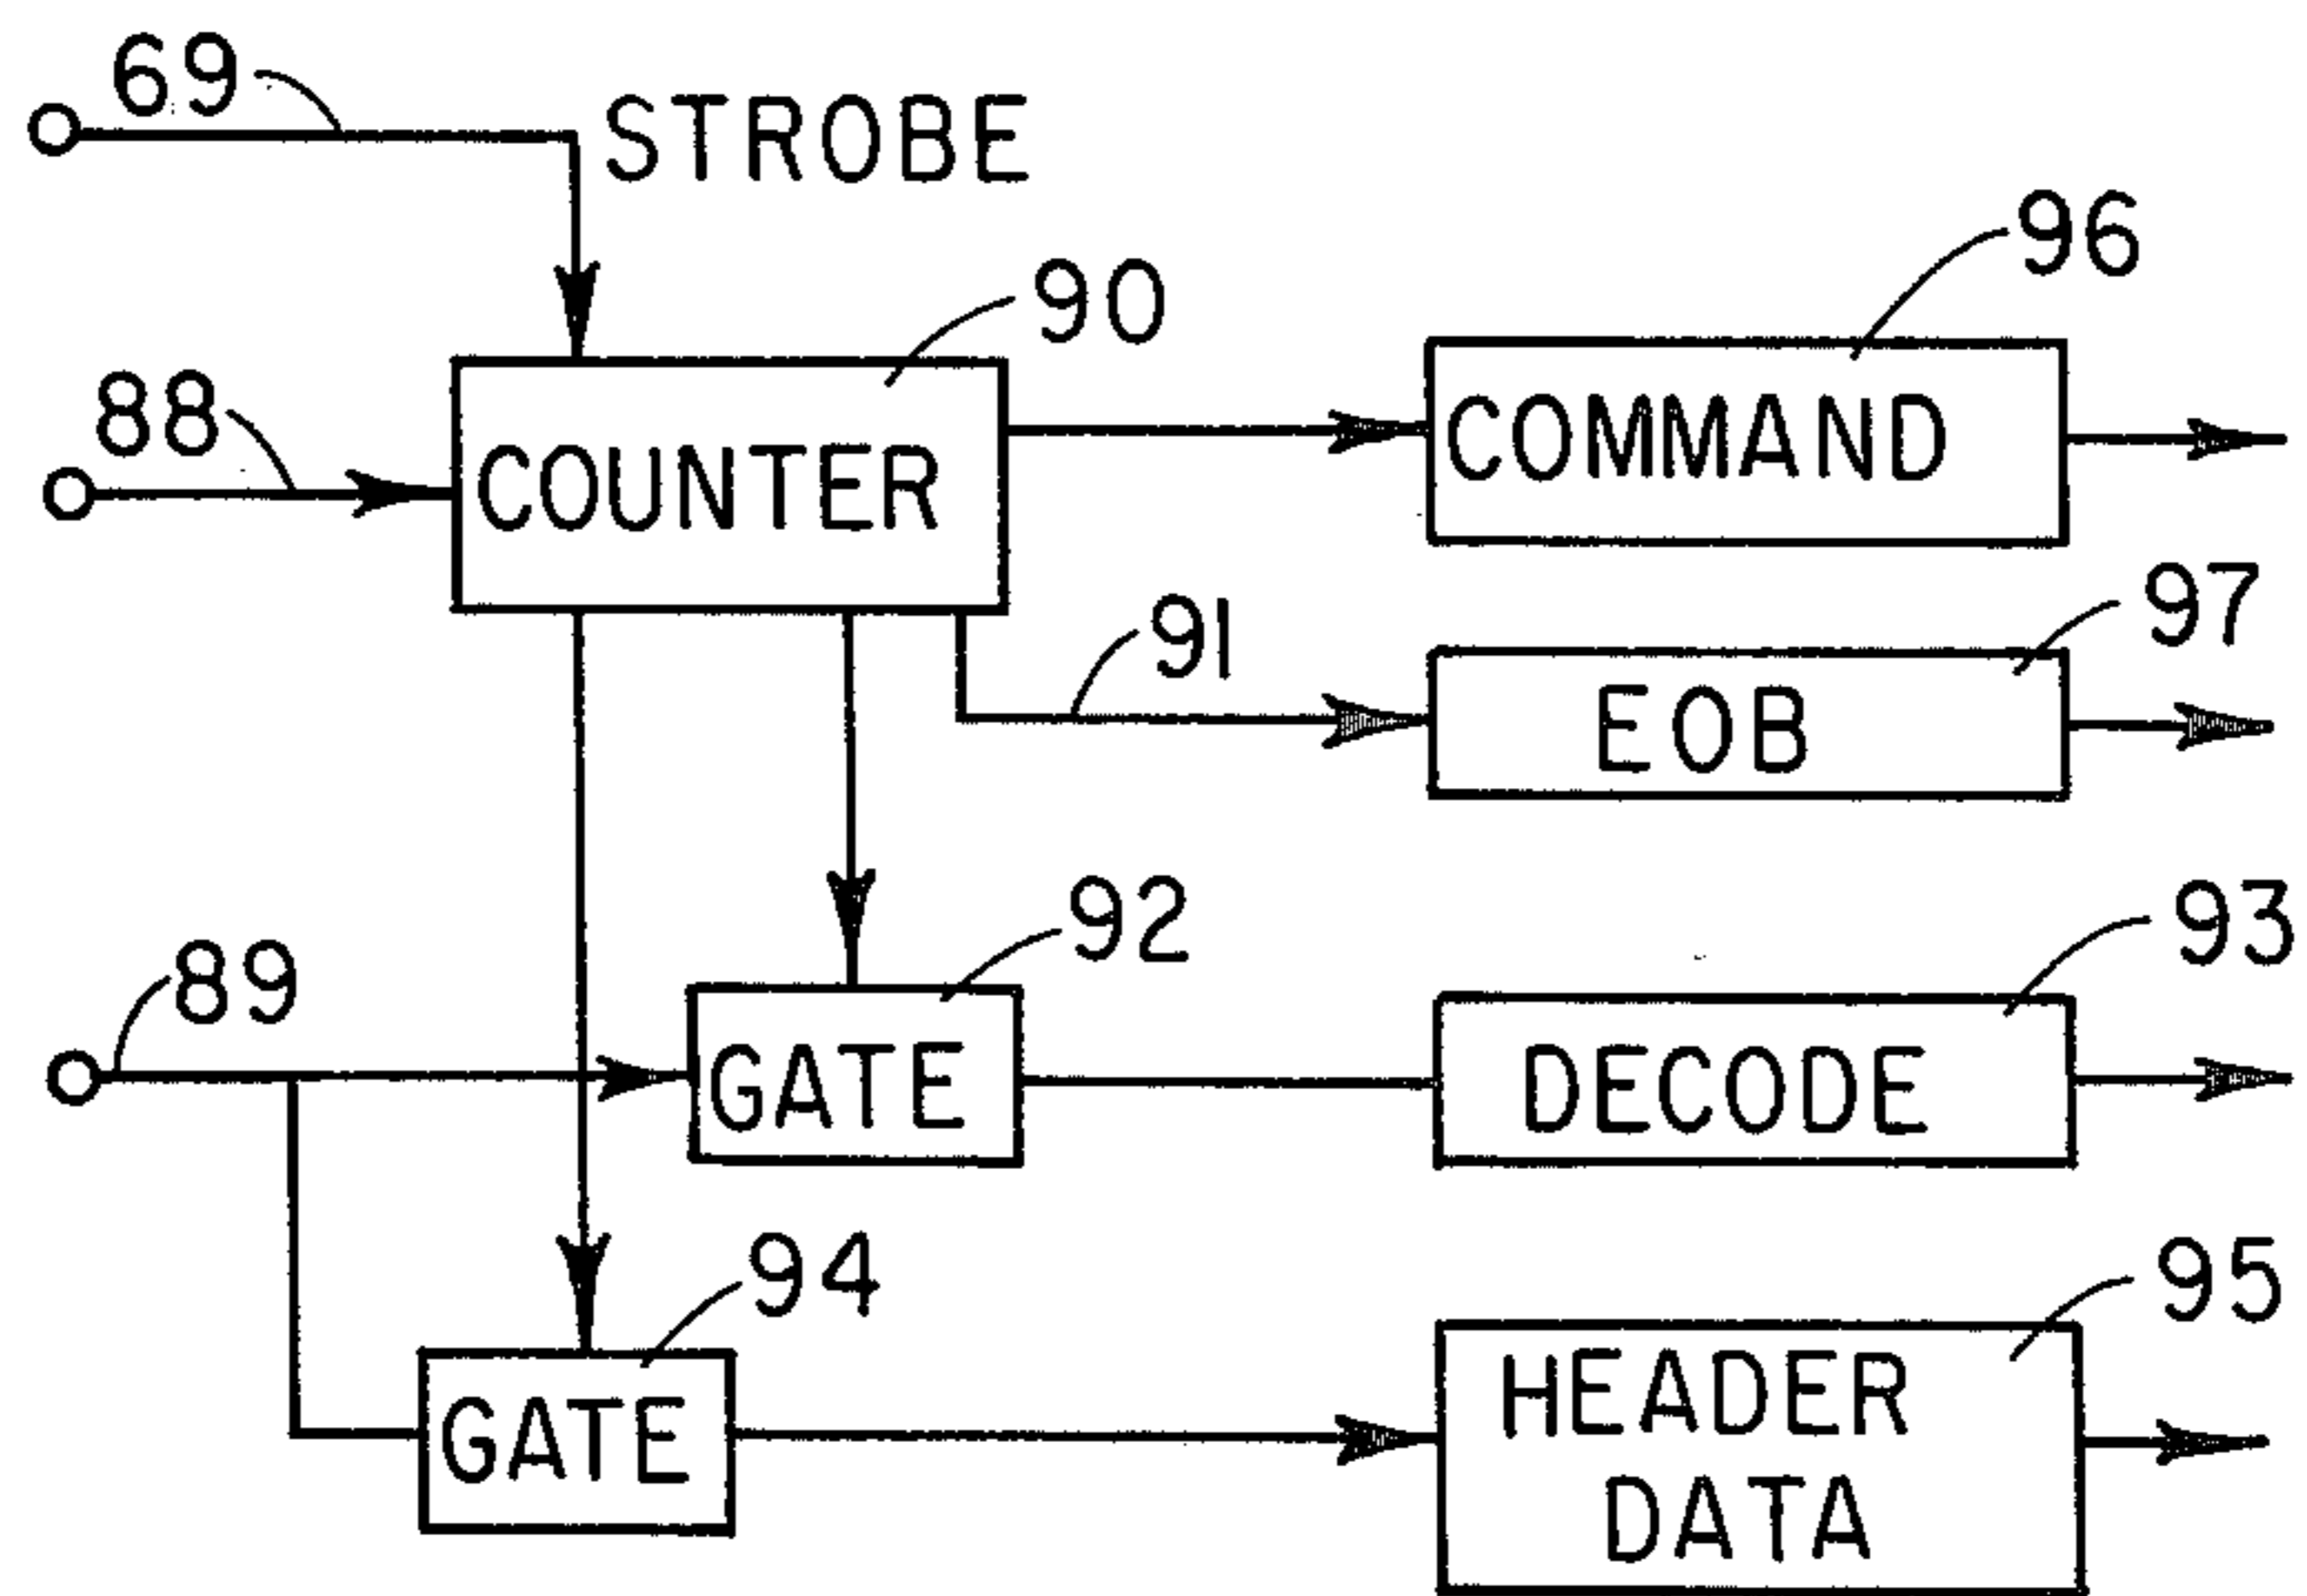 69
STROBE
96
90
88
COMMAND
COUNTER
97
91
EOB
92
93
89
GATE
DECODE
94
95
GATE
HEADER
DATA